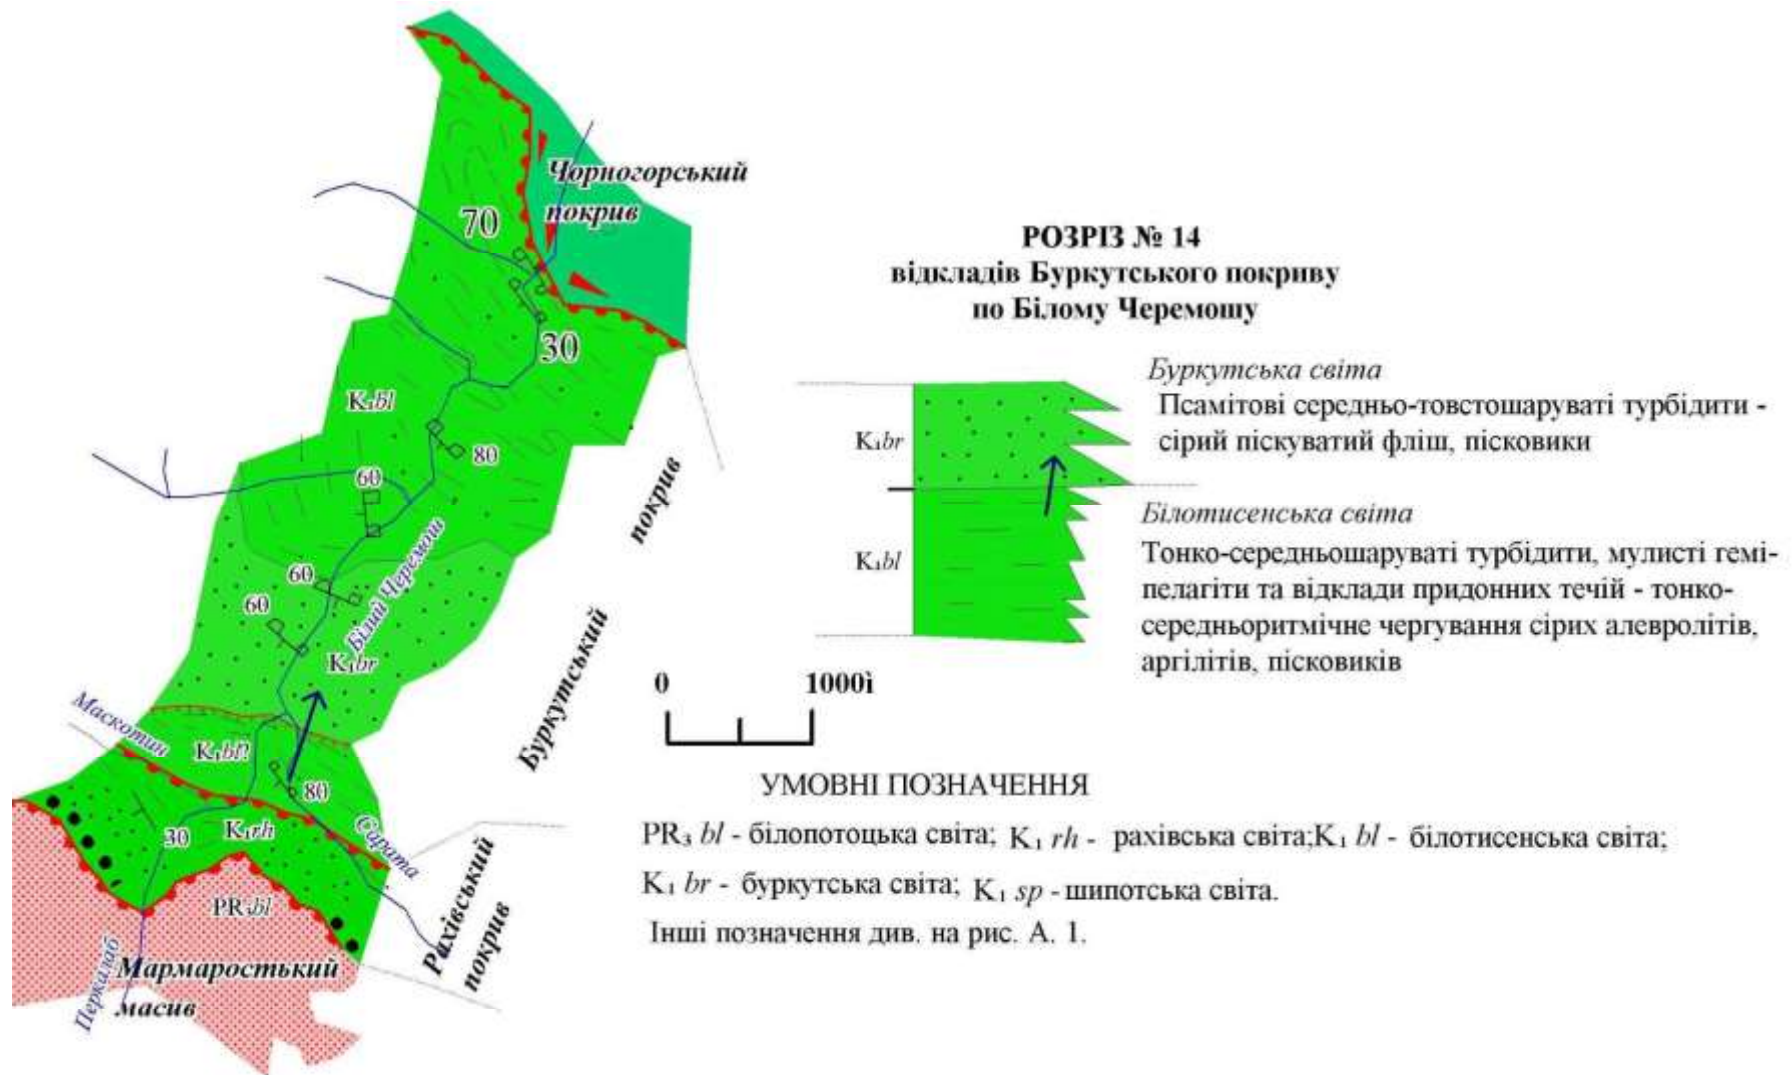 Чорногорський
покрив
70
30
K₁bl
80
60
Білий Черемош
60
60
K₁br
Маскотин
K₁bl?
80
K₁rh
30
Сарата
PR₃bl
Перкалаб
Мармаростький
масив
Рахівський
покрив
Буркутський
покрив
РОЗРІЗ № 14
відкладів Буркутського покриву
по Білому Черемошу
K₁br
Буркутська світа
Псамітові середньо-товстошаруваті турбідити -
сірий піскуватий фліш, пісковики
K₁bl
Білотисенська світа
Тонко-середньошаруваті турбідити, мулисті гемі-
пелагіти та відклади придонних течій - тонко-
середньоритмічне чергування сірих алевролітів,
аргілітів, пісковиків
0 1000ì
УМОВНІ ПОЗНАЧЕННЯ
PR₃ bl - білопотоцька світа; K₁ rh - рахівська світа;K₁ bl - білотисенська світа;
K₁ br - буркутська світа; K₁ sp -шипотська світа.
Інші позначення див. на рис. А. 1.